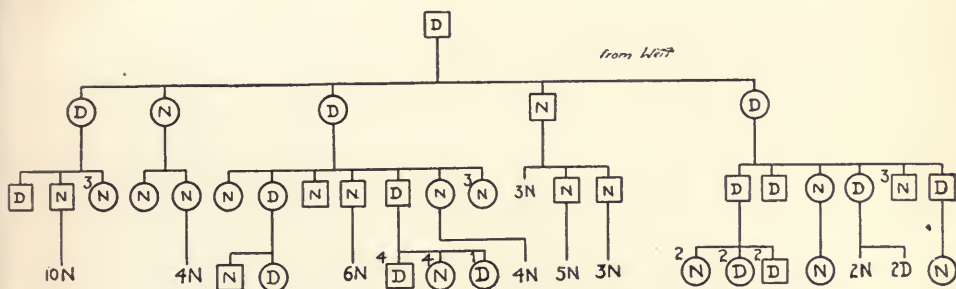 D
from Weir
D N D N D
D N 3 N N N N D N N D N 3 N 3N N N D D N D 3 N D
10N 4N N D 6N 4 D 4 N 1 D 4N 5N 3N 2 N 2 D 2 D N 2N 2D N